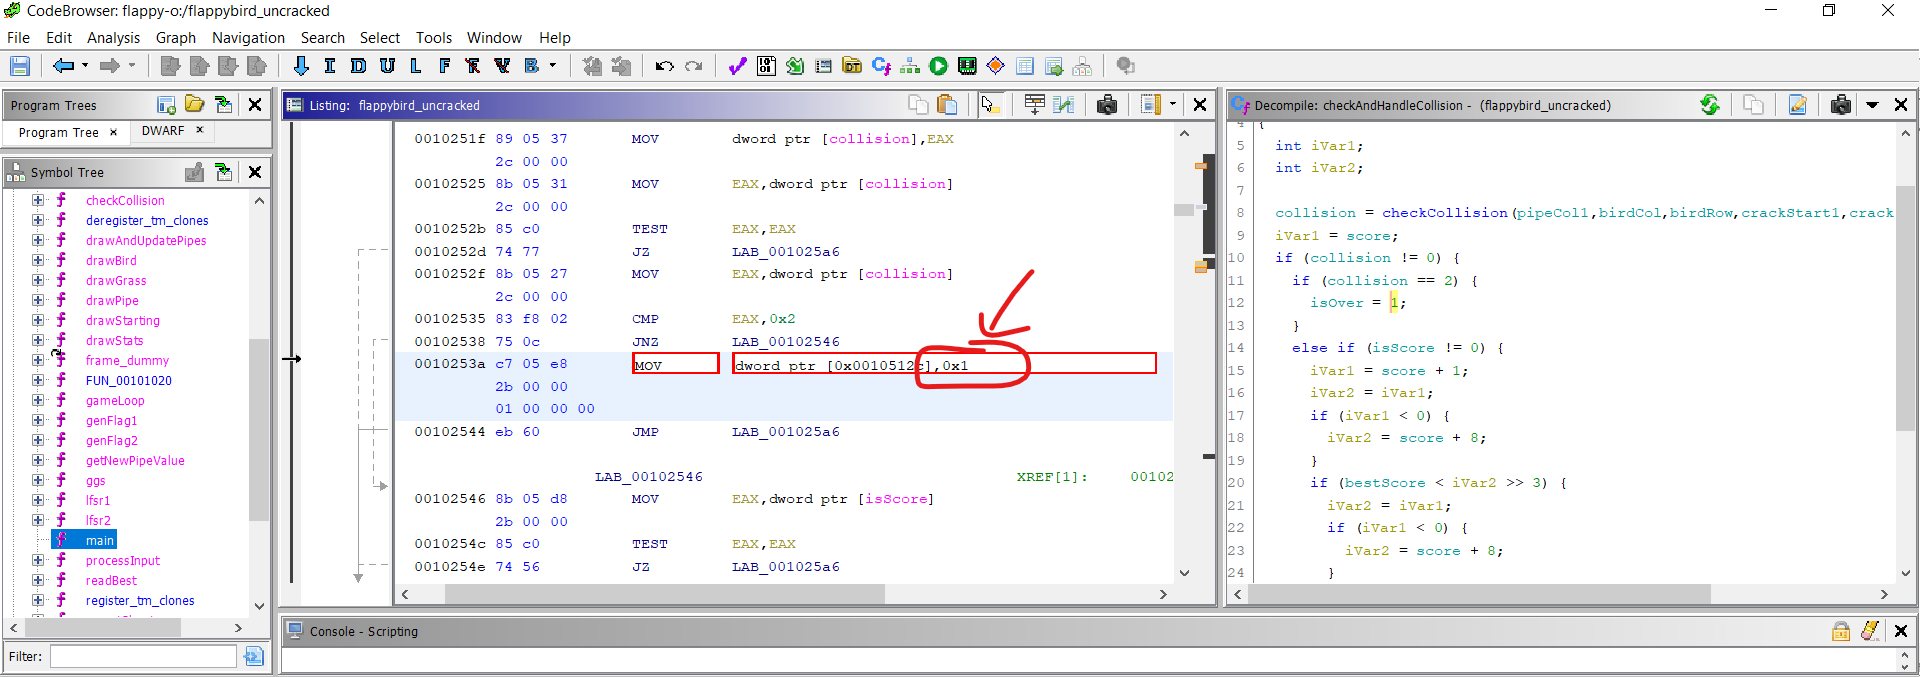 CodeBrowser: flappy-o:/flappybird_uncracked
File Edit Analysis Graph Navigation Search Select Tools Window Help
I D U L F B
Program Trees
Program Tree × DWARF ×
Symbol Tree
checkCollision
deregister_tm_clones
drawAndUpdatePipes
drawBird
drawGrass
drawPipe
drawStarting
drawStats
frame_dummy
FUN_00101020
gameLoop
genFlag1
genFlag2
getNewPipeValue
ggs
lfsr1
lfsr2
main
processInput
readBest
register_tm_clones
Filter:
Listing: flappybird_uncracked
0010251f 89 05 37 MOV dword ptr [collision],EAX
2c 00 00
00102525 8b 05 31 MOV EAX,dword ptr [collision]
2c 00 00
0010252b 85 c0 TEST EAX,EAX
0010252d 74 77 JZ LAB_001025a6
0010252f 8b 05 27 MOV EAX,dword ptr [collision]
2c 00 00
00102535 83 f8 02 CMP EAX,0x2
00102538 75 0c JNZ LAB_00102546
0010253a c7 05 e8 MOV dword ptr [0x0010512c],0x1
2b 00 00
01 00 00 00
00102544 eb 60 JMP LAB_001025a6
LAB_00102546 XREF[1]: 00102
00102546 8b 05 d8 MOV EAX,dword ptr [isScore]
2b 00 00
0010254c 85 c0 TEST EAX,EAX
0010254e 74 56 JZ LAB_001025a6
Decompile: checkAndHandleCollision - (flappybird_uncracked)
4 {
5 int iVar1;
6 int iVar2;
7
8 collision = checkCollision(pipeCol1,birdCol,birdRow,crackStart1,crack
9 iVar1 = score;
10 if (collision != 0) {
11 if (collision == 2) {
12 isOver = 1;
13 }
14 else if (isScore != 0) {
15 iVar1 = score + 1;
16 iVar2 = iVar1;
17 if (iVar1 < 0) {
18 iVar2 = score + 8;
19 }
20 if (bestScore < iVar2 >> 3) {
21 iVar2 = iVar1;
22 if (iVar1 < 0) {
23 iVar2 = score + 8;
24 }
Console - Scripting